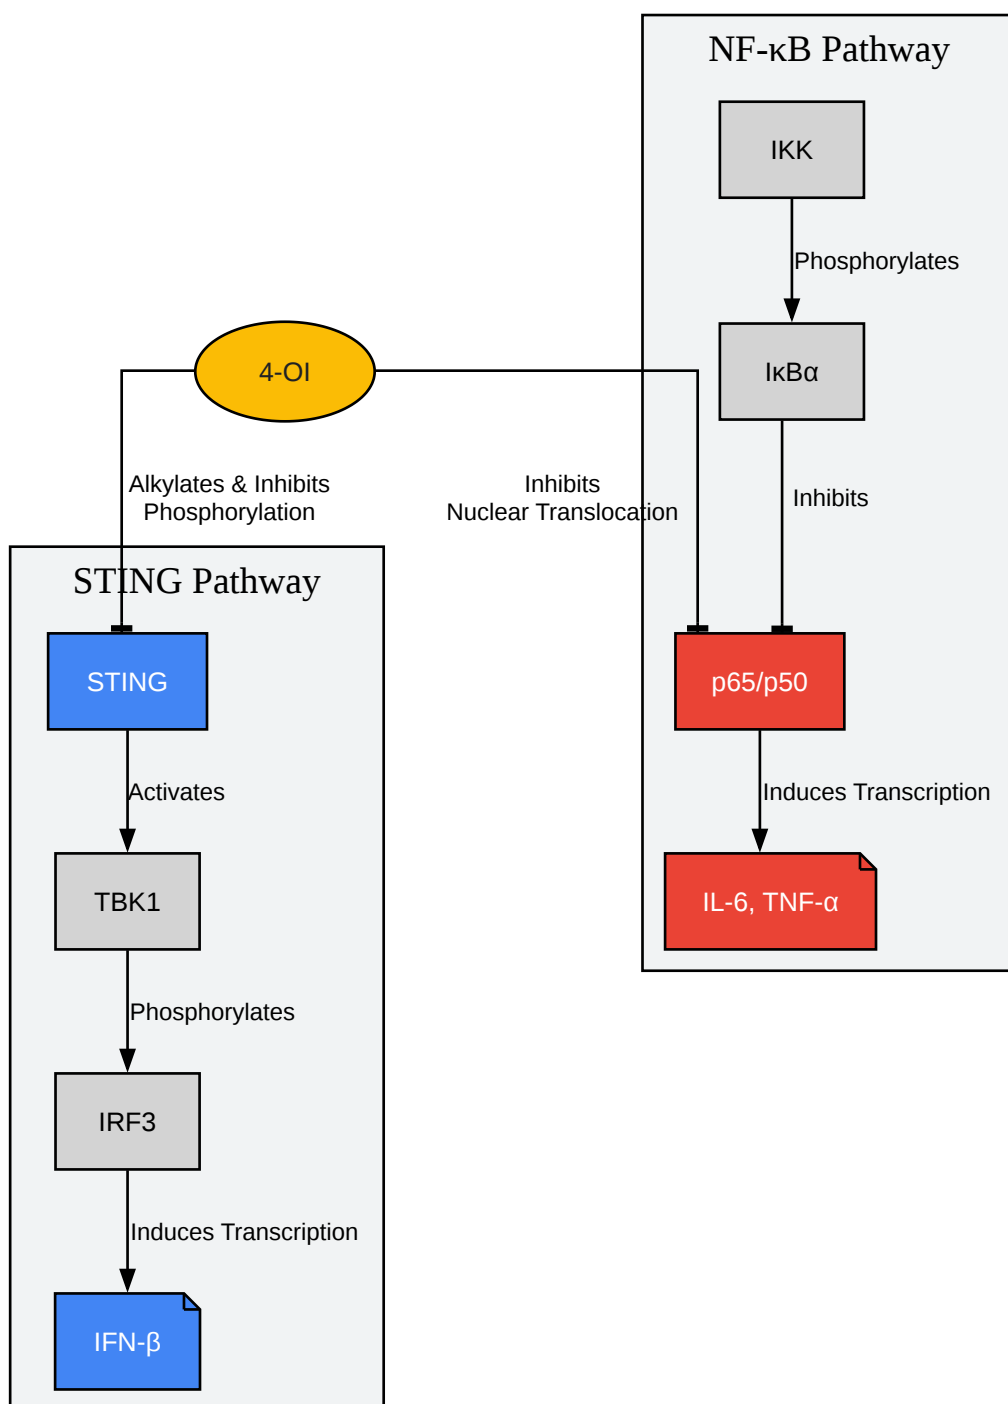 NF-κB Pathway
IKK
Phosphorylates
4-OI
IκBα
Alkylates & Inhibits
Phosphorylation
Inhibits
Nuclear Translocation
Inhibits
STING Pathway
STING
p65/p50
Activates
Induces Transcription
TBK1
IL-6, TNF-α
Phosphorylates
IRF3
Induces Transcription
IFN-β